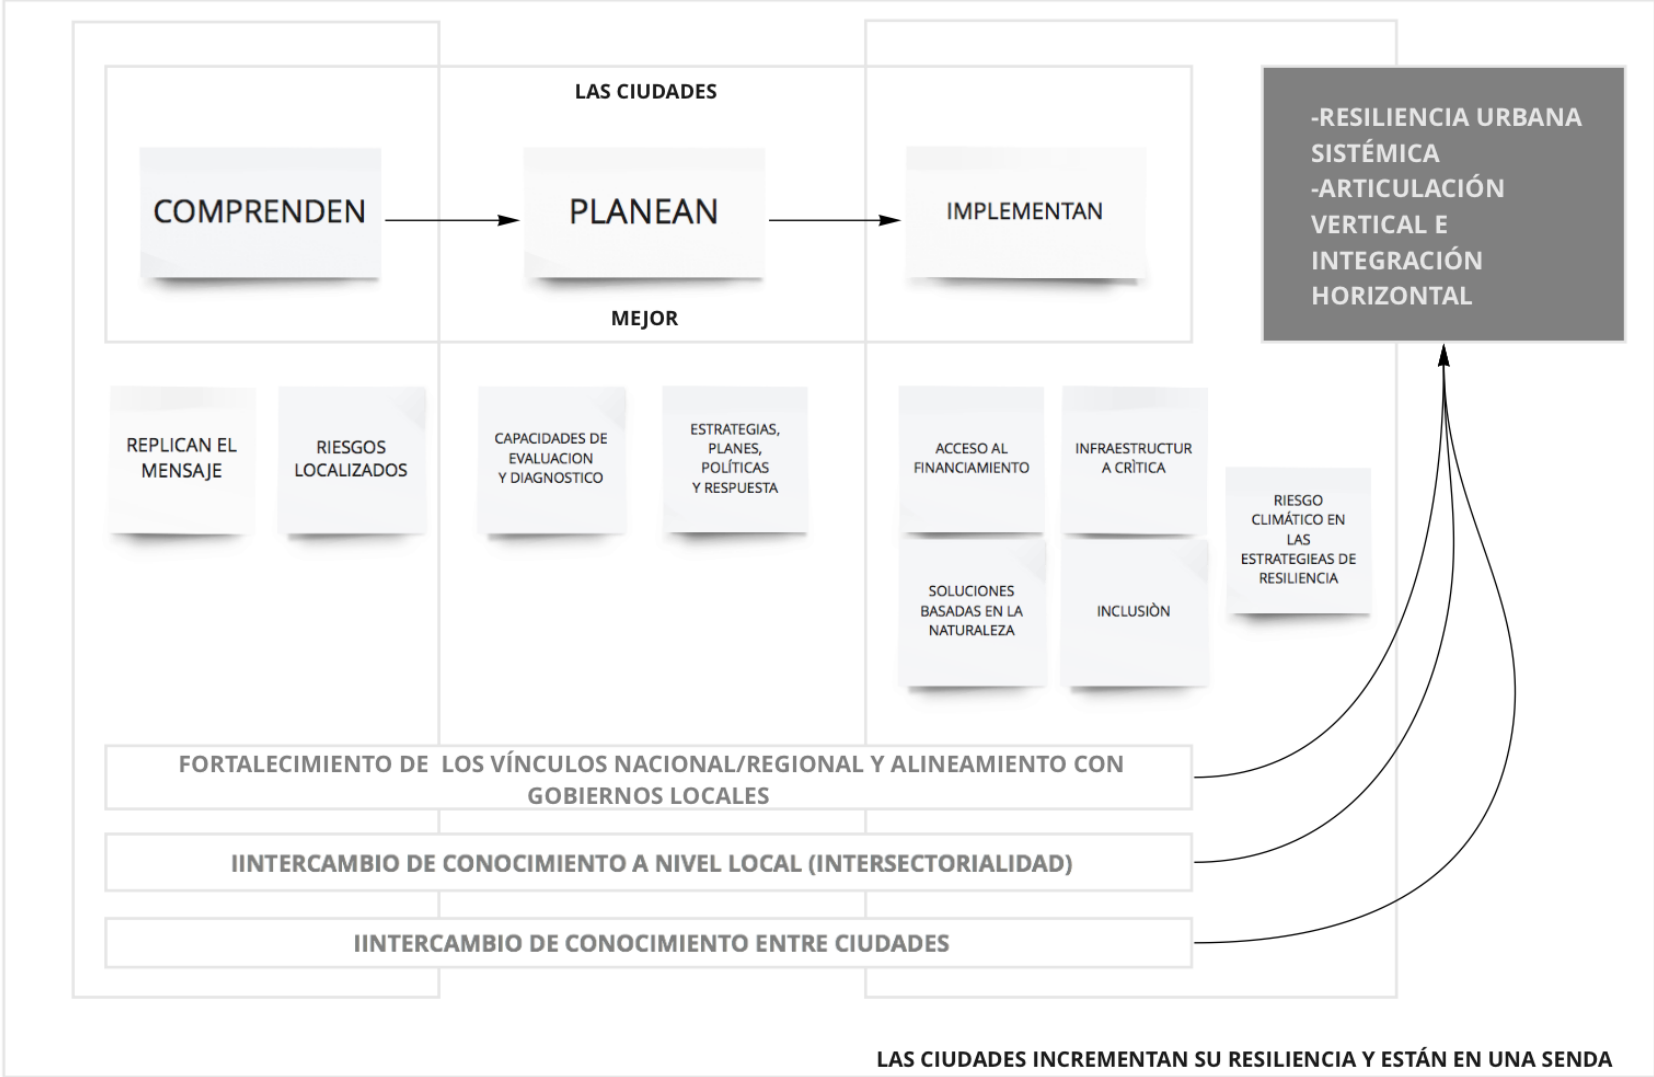 LAS CIUDADES
COMPRENDEN
PLANEAN
IMPLEMENTAN
MEJOR
-RESILIENCIA URBANA
SISTÉMICA
-ARTICULACIÓN
VERTICAL E
INTEGRACIÓN
HORIZONTAL
REPLICAN EL
MENSAJE
RIESGOS
LOCALIZADOS
CAPACIDADES DE
EVALUACION
Y DIAGNOSTICO
ESTRATEGIAS,
PLANES,
POLÍTICAS
Y RESPUESTA
ACCESO AL
FINANCIAMIENTO
INFRAESTRUCTUR
A CRÌTICA
RIESGO
CLIMÁTICO EN
LAS
ESTRATEGIEAS DE
RESILIENCIA
SOLUCIONES
BASADAS EN LA
NATURALEZA
INCLUSIÒN
FORTALECIMIENTO DE  LOS VÍNCULOS NACIONAL/REGIONAL Y ALINEAMIENTO CON
GOBIERNOS LOCALES
IINTERCAMBIO DE CONOCIMIENTO A NIVEL LOCAL (INTERSECTORIALIDAD)
IINTERCAMBIO DE CONOCIMIENTO ENTRE CIUDADES
LAS CIUDADES INCREMENTAN SU RESILIENCIA Y ESTÁN EN UNA SENDA